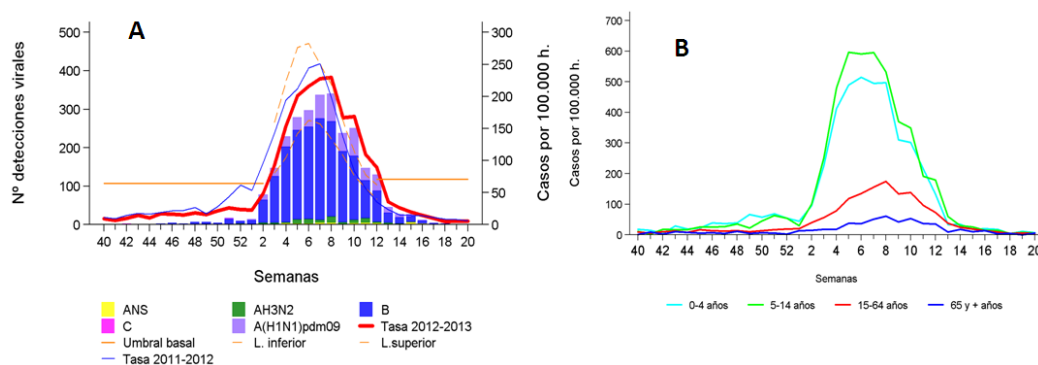 A
500
400
300
200
100
0
Nº detecciones virales
300
250
200
150
100
50
0
Casos por 100.000 h.
40 42 44 46 48 50 52 2 4 6 8 10 12 14 16 18 20
Semanas
ANS AH3N2 B
C A(H1N1)pdm09 Tasa 2012-2013
Umbral basal L. inferior L.superior
Tasa 2011-2012
B
700
600
500
400
300
200
100
0
Casos por 100.000 h.
40 42 44 46 48 50 52 2 4 6 8 10 12 14 16 18 20
Semanas
0-4 años 5-14 años 15-64 años 65 y + años